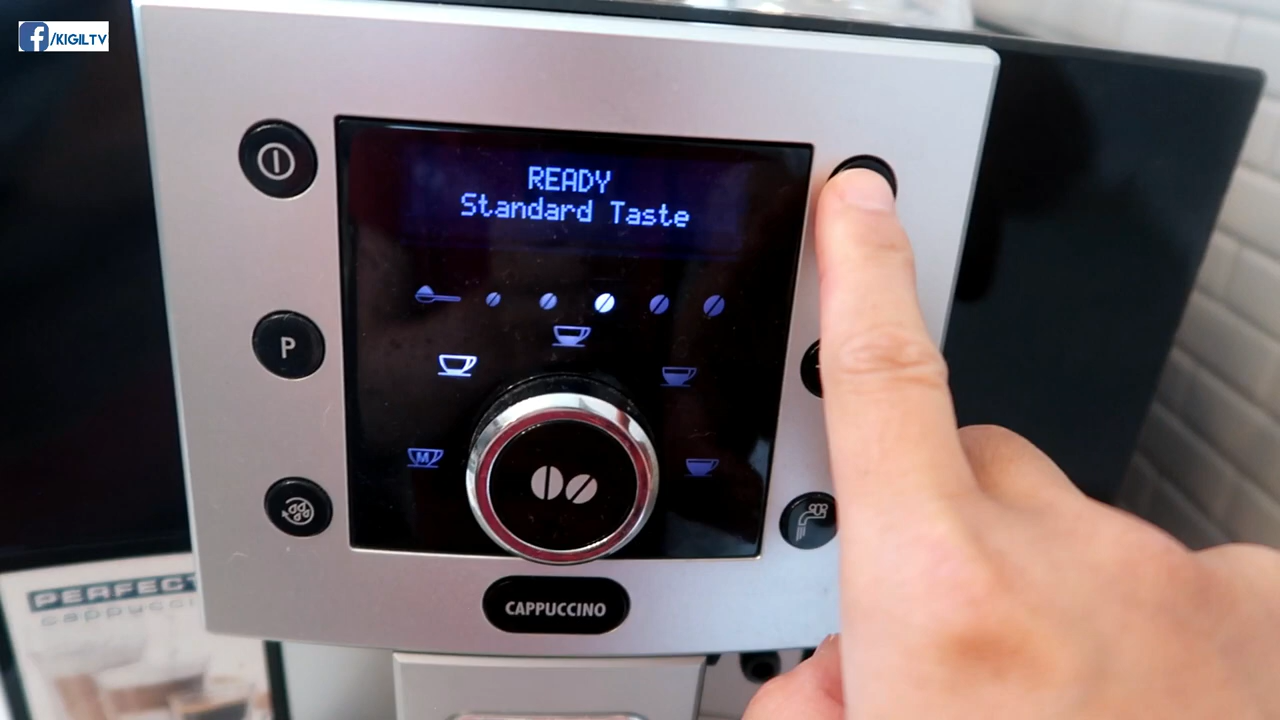 f/KIGILTV
READY
Standard Taste
P
M
CAPPUCCINO
PERFECT
cappucci